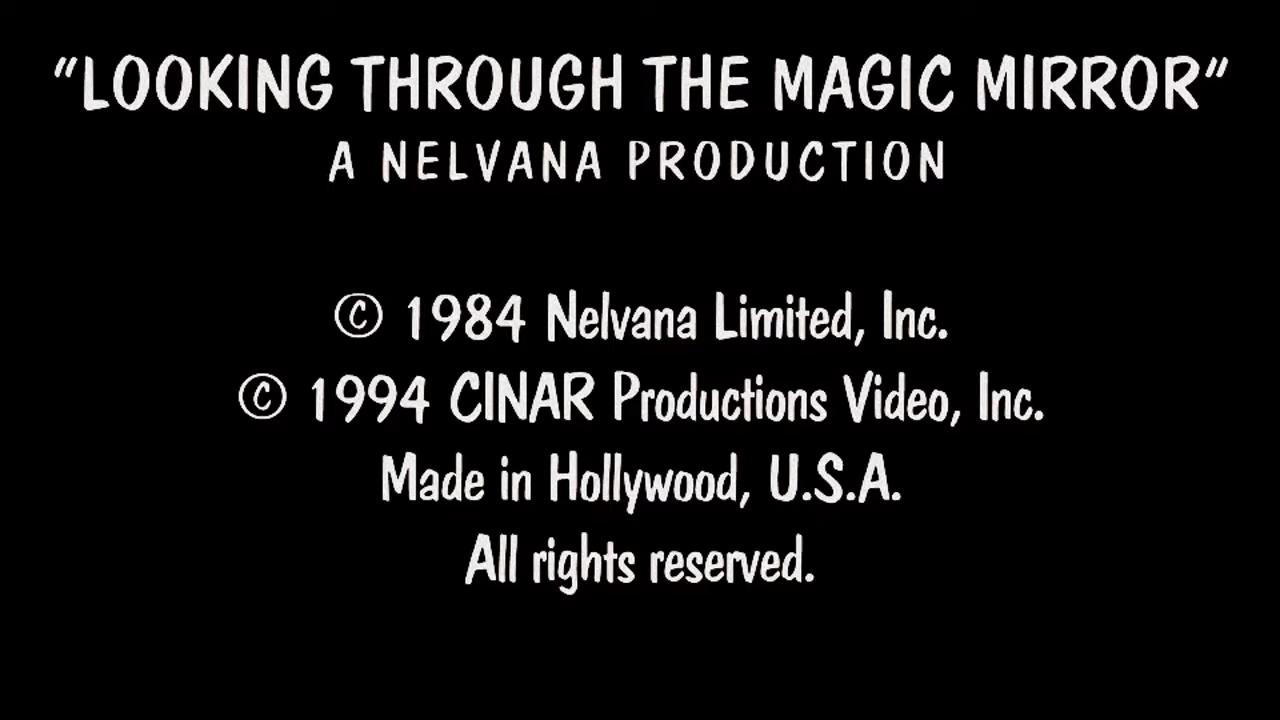 “LOOKING THROUGH THE MAGIC MIRROR”
A NELVANA PRODUCTION
© 1984 Nelvana Limited, Inc.
© 1994 CINAR Productions Video, Inc.
Made in Hollywood, U.S.A.
All rights reserved.